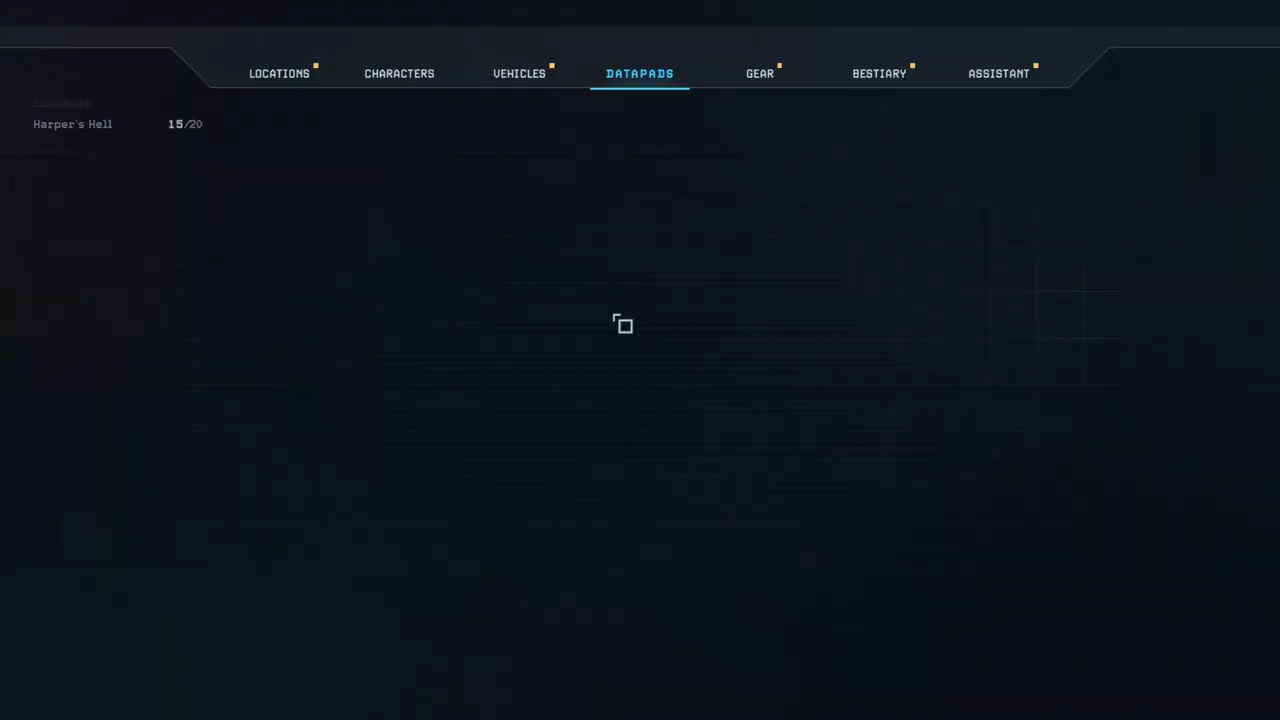 LOCATIONS CHARACTERS VEHICLES DATAPADS GEAR BESTIARY ASSISTANT
Harper's Hell 15/20